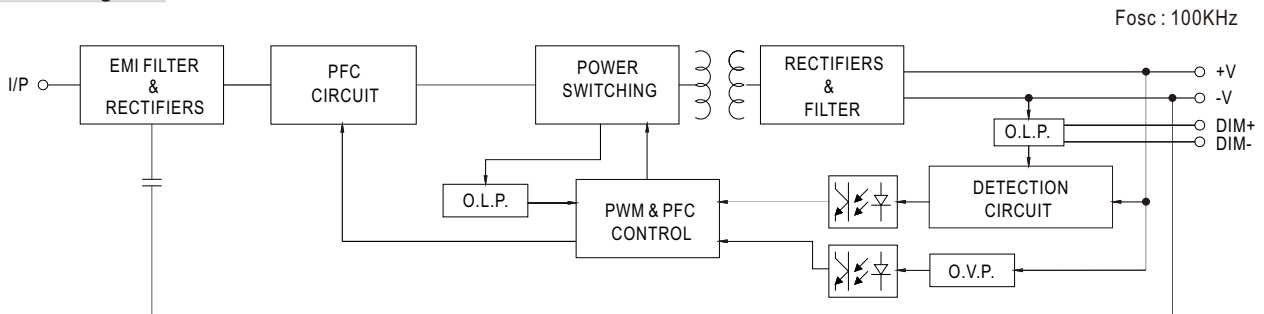 Fosc : 100KHz
I/P
EMI FILTER
&
RECTIFIERS
PFC
CIRCUIT
POWER
SWITCHING
RECTIFIERS
&
FILTER
+V
-V
DIM+
DIM-
O.L.P.
O.L.P.
PWM & PFC
CONTROL
DETECTION
CIRCUIT
O.V.P.